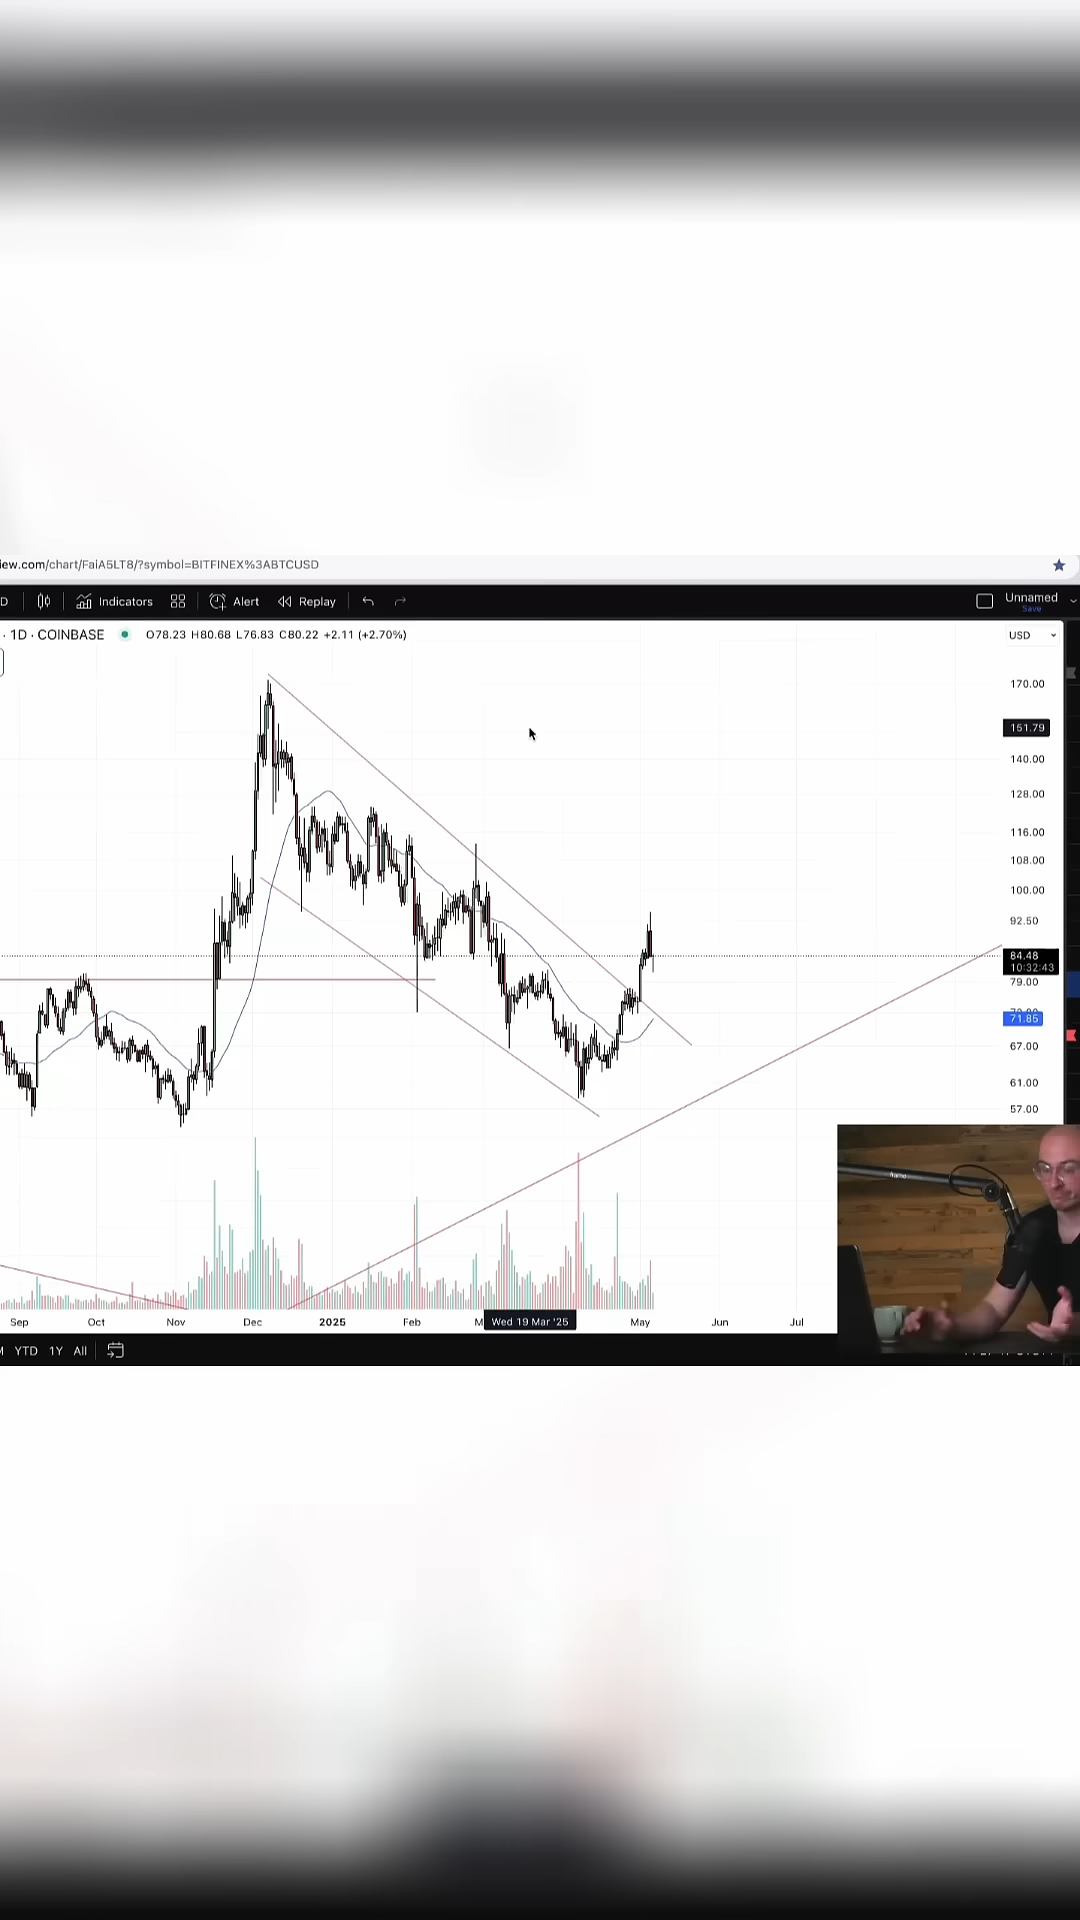 iew.com/chart/FaiA5LT8/?symbol=BITFINEX%3ABTCUSD
D Indicators Alert Replay Unnamed
Save
· 1D · COINBASE O78.23 H80.68 L76.83 C80.22 +2.11 (+2.70%) USD
170.00
151.79
140.00
128.00
116.00
108.00
100.00
92.50
84.48
10:32:43
79.00
71.85
67.00
61.00
57.00
Sep Oct Nov Dec 2025 Feb M Wed 19 Mar '25 May Jun Jul
YTD 1Y All